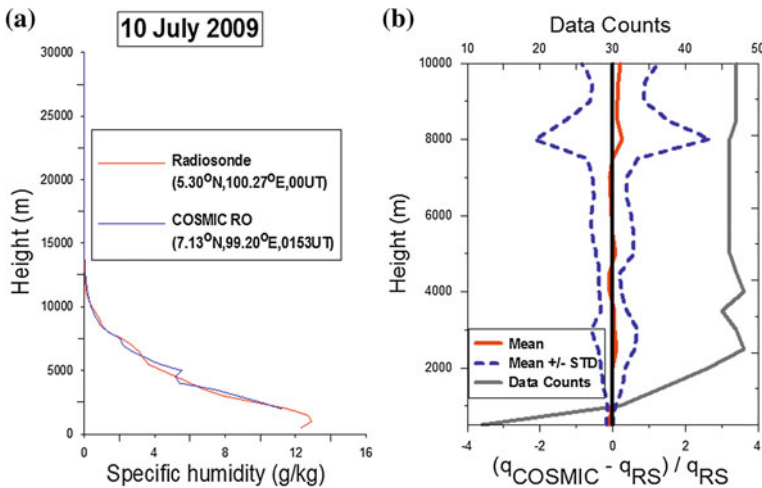 (a)
10 July 2009
30000
25000
20000
15000
10000
5000
0
Height (m)
Radiosonde
(5.30ºN,100.27ºE,00UT)
COSMIC RO
(7.13ºN,99.20ºE,0153UT)
0 4 8 12 16
Specific humidity (g/kg)
(b)
Data Counts
10 20 30 40 50
10000
8000
6000
4000
2000
Height (m)
Mean
Mean +/- STD
Data Counts
-4 -2 0 2 4
(qCOSMIC - qRS) / qRS